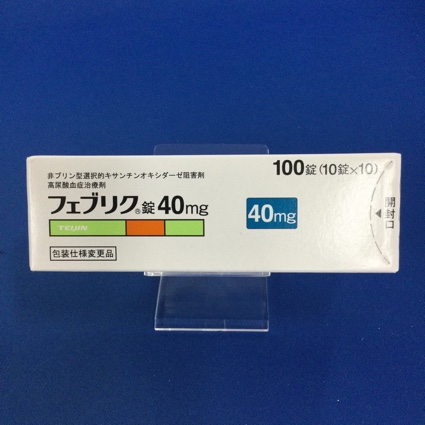 非プリン型選択的キサンチンオキシダーゼ阻害剤
高尿酸血症治療剤
100錠(10錠×10)
フェブリク®錠40mg
40mg
TEIJIN
包装仕様変更品
開封口